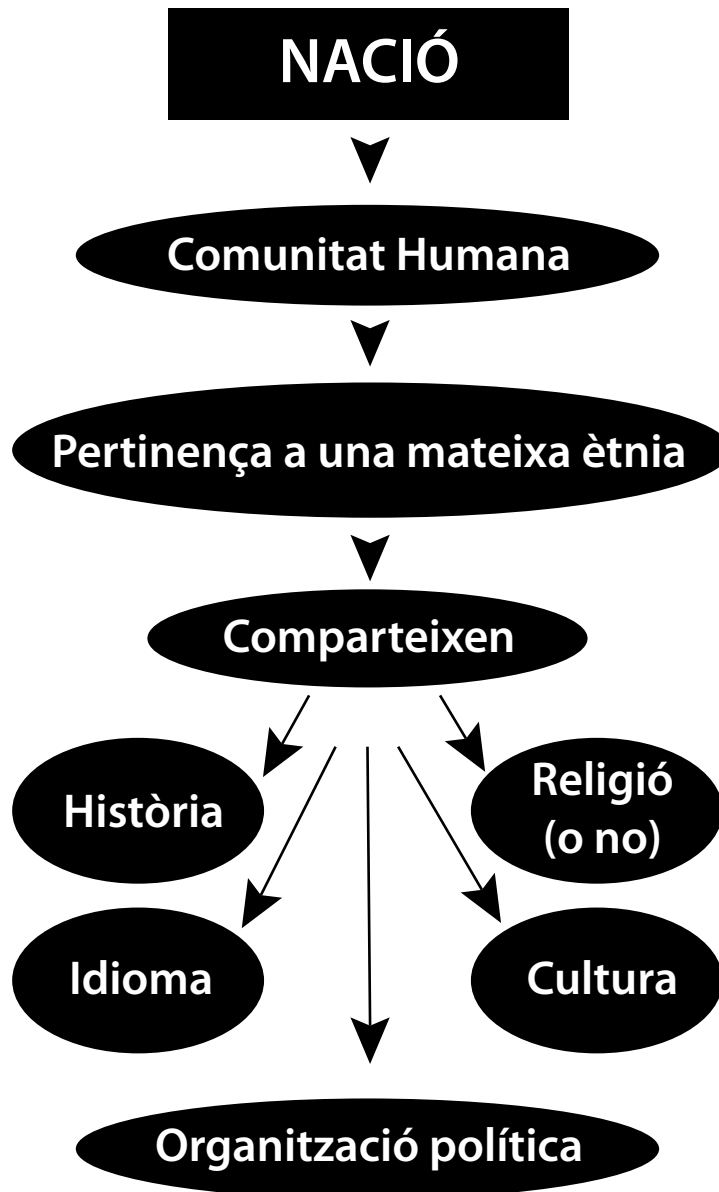 NACIÓ
Comunitat Humana
Pertinença a una mateixa ètnia
Comparteixen
Història
Religió
(o no)
Idioma
Cultura
Organització política